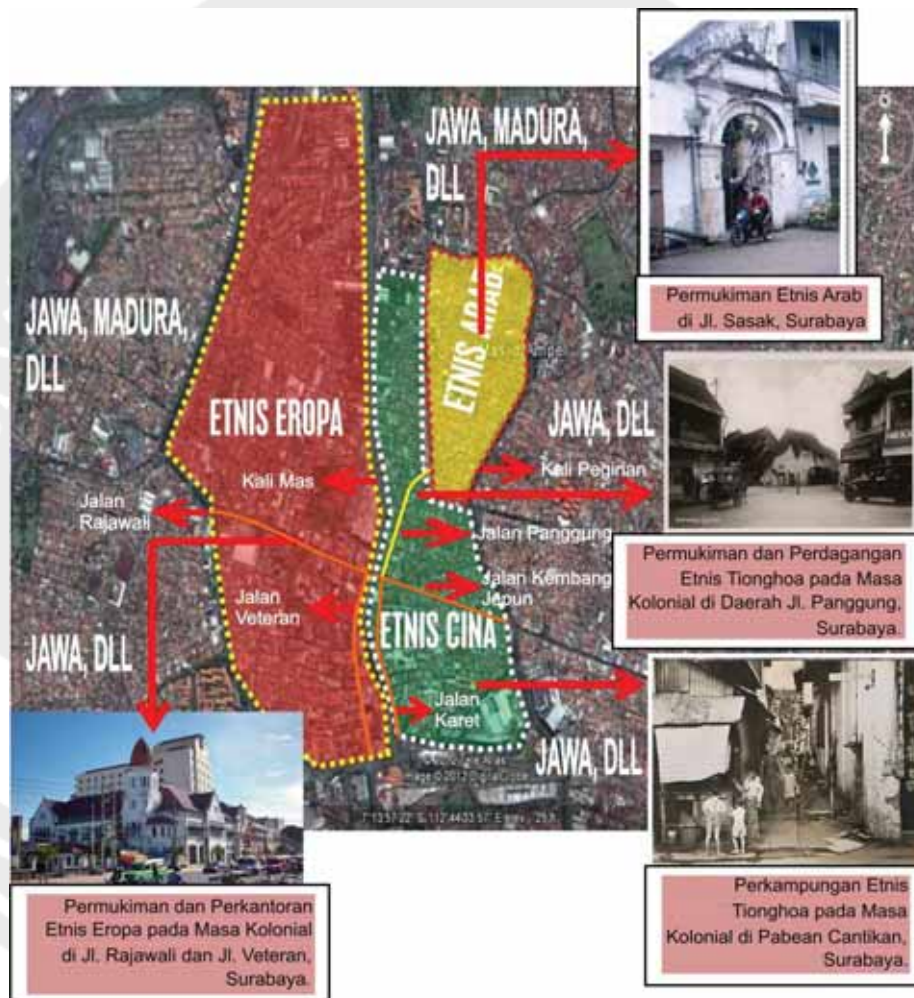 JAWA, MADURA,
DLL
Permukiman Etnis Arab
di Jl. Sasak, Surabaya
JAWA, MADURA,
DLL
ETNIS EROPA
ETNIS ARAB
JAWA, DLL
Kali Mas
Kali Pegirian
Jalan
Rajawali
Jalan Panggung
Permukiman dan Perdagangan
Etnis Tionghoa pada Masa
Kolonial di Daerah Jl. Panggung,
Surabaya.
Jalan Kembang
Jepun
Jalan
Veteran
ETNIS CINA
JAWA, DLL
Jalan
Karet
JAWA, DLL
Permukiman dan Perkantoran
Etnis Eropa pada Masa Kolonial
di Jl. Rajawali dan Jl. Veteran,
Surabaya.
Perkampungan Etnis
Tionghoa pada Masa
Kolonial di Pabean Cantikan,
Surabaya.